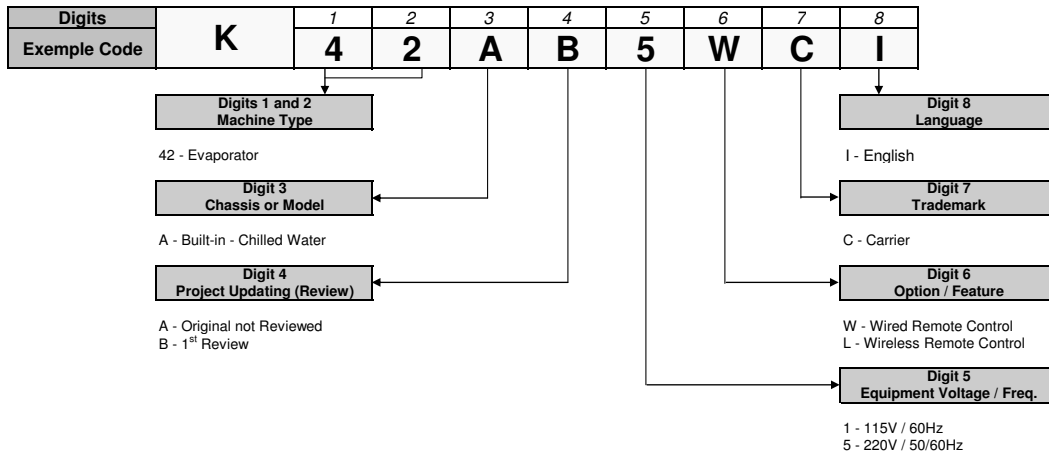 Digits 1 2 3 4 5 6 7 8
Exemple Code K 4 2 A B 5 W C I
Digits 1 and 2
Machine Type
42 - Evaporator
Digit 3
Chassis or Model
A - Built-in - Chilled Water
Digit 4
Project Updating (Review)
A - Original not Reviewed
B - 1st Review
Digit 8
Language
I - English
Digit 7
Trademark
C - Carrier
Digit 6
Option / Feature
W - Wired Remote Control
L - Wireless Remote Control
Digit 5
Equipment Voltage / Freq.
1 - 115V / 60Hz
5 - 220V / 50/60Hz